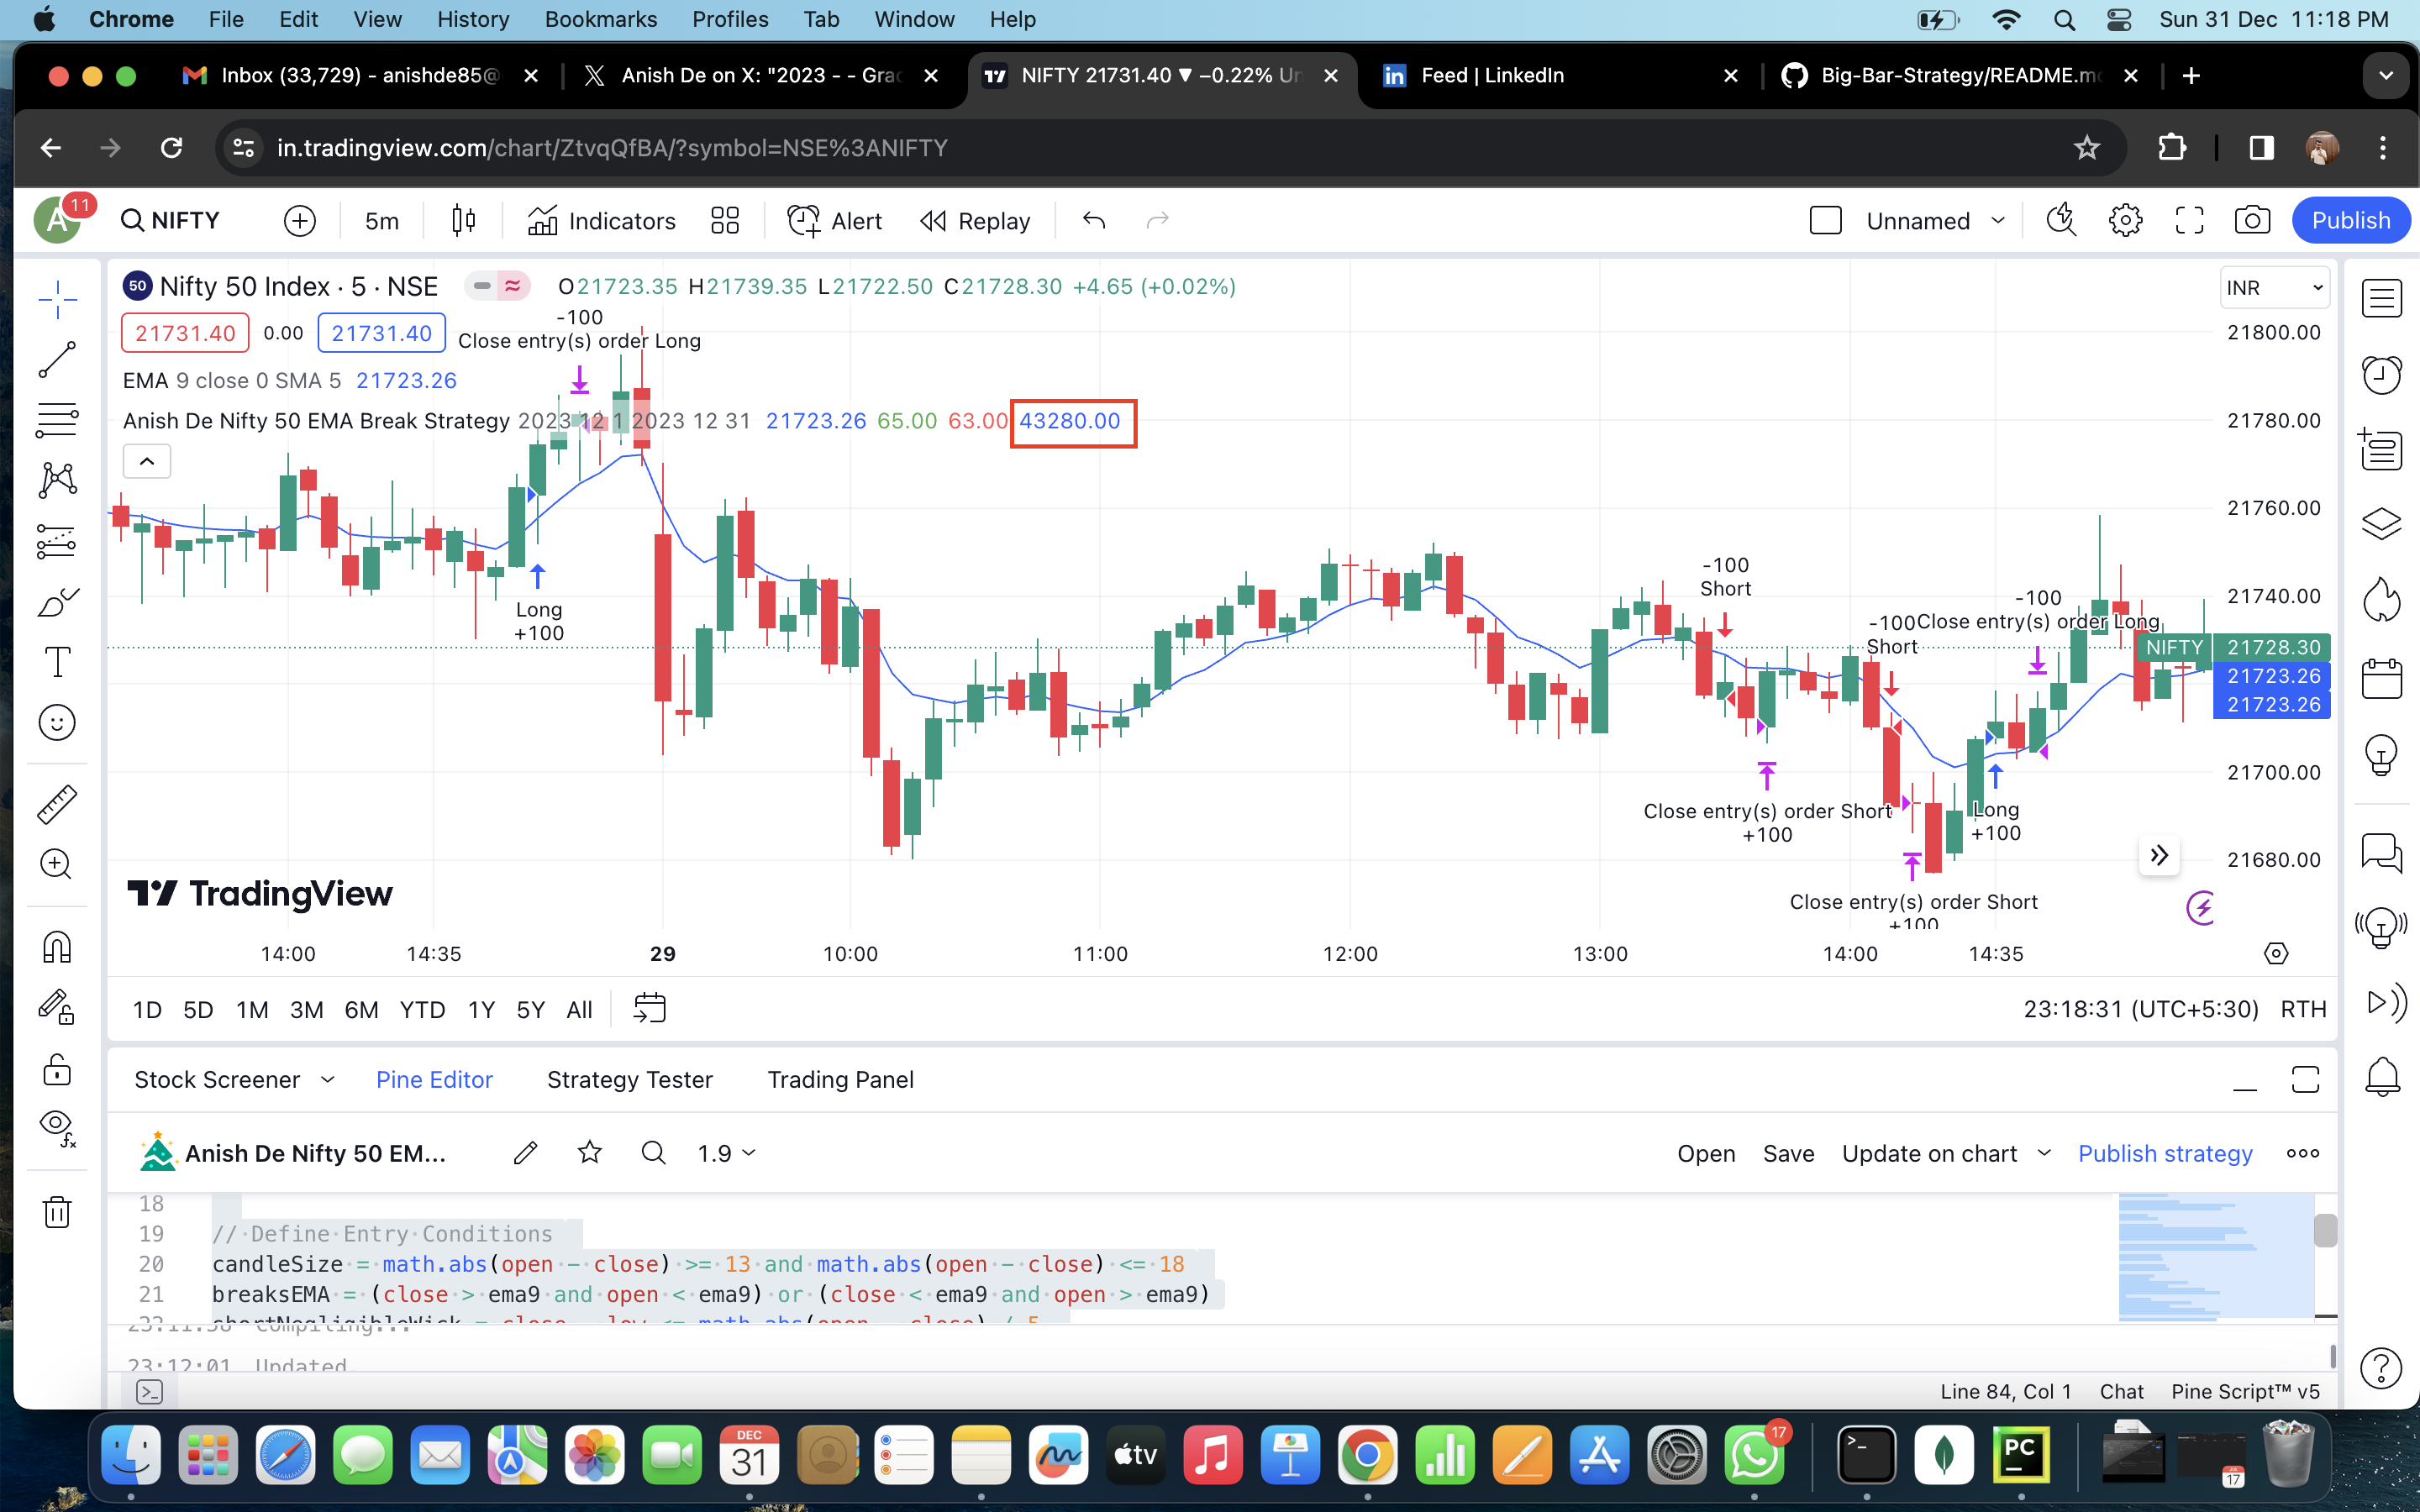 Chrome File Edit View History Bookmarks Profiles Tab Window Help Sun 31 Dec 11:18 PM
Inbox (33,729) - anishde85@ Anish De on X: "2023 - - Grac NIFTY 21731.40 ▼ −0.22% Un Feed | LinkedIn Big-Bar-Strategy/README.md
in.tradingview.com/chart/ZtvqQfBA/?symbol=NSE%3ANIFTY
A 11 NIFTY 5m Indicators Alert Replay Unnamed Publish
50 Nifty 50 Index · 5 · NSE O21723.35 H21739.35 L21722.50 C21728.30 +4.65 (+0.02%) INR
-100
21731.40 0.00 21731.40 Close entry(s) order Long 21800.00
EMA 9 close 0 SMA 5 21723.26
Anish De Nifty 50 EMA Break Strategy 2023 12 1 2023 12 31 21723.26 65.00 63.00 43280.00 21780.00
21760.00
-100
Short
-100 21740.00
Long
+100
-100 Close entry(s) order Long
Short NIFTY 21728.30
21723.26
21723.26
21700.00
Close entry(s) order Short Long
+100 +100
21680.00
TradingView
Close entry(s) order Short
+100
14:00 14:35 29 10:00 11:00 12:00 13:00 14:00 14:35
1D 5D 1M 3M 6M YTD 1Y 5Y All 23:18:31 (UTC+5:30) RTH
Stock Screener Pine Editor Strategy Tester Trading Panel
Anish De Nifty 50 EM... 1.9 Open Save Update on chart Publish strategy
18
19 // Define Entry Conditions
20 candleSize = math.abs(open - close) >= 13 and math.abs(open - close) <= 18
21 breaksEMA = (close > ema9 and open < ema9) or (close < ema9 and open > ema9)
23:11:58 Compiling...
23:12:01 Updated.
Line 84, Col 1 Chat Pine Script™ v5
DEC
31
tv
17
PC
17